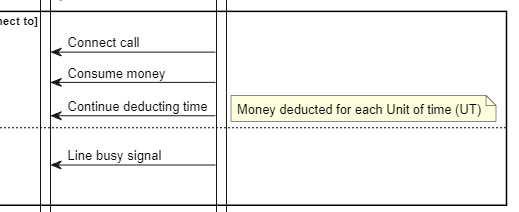 nect to]
Connect call
Consume money
Continue deducting time
Money deducted for each Unit of time (UT)
Line busy signal